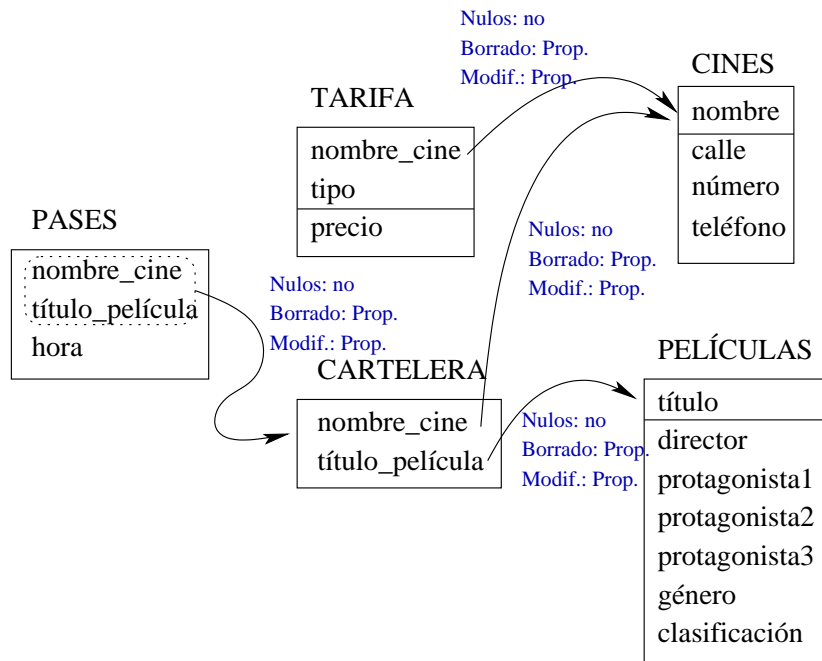 Nulos: no
Borrado: Prop.
Modif.: Prop.
CINES
nombre
calle
número
teléfono
TARIFA
nombre_cine
tipo
precio
Nulos: no
Borrado: Prop.
Modif.: Prop.
PASES
nombre_cine
título_película
hora
Nulos: no
Borrado: Prop.
Modif.: Prop.
CARTELERA
nombre_cine
título_película
Nulos: no
Borrado: Prop.
Modif.: Prop.
PELÍCULAS
título
director
protagonista1
protagonista2
protagonista3
género
clasificación